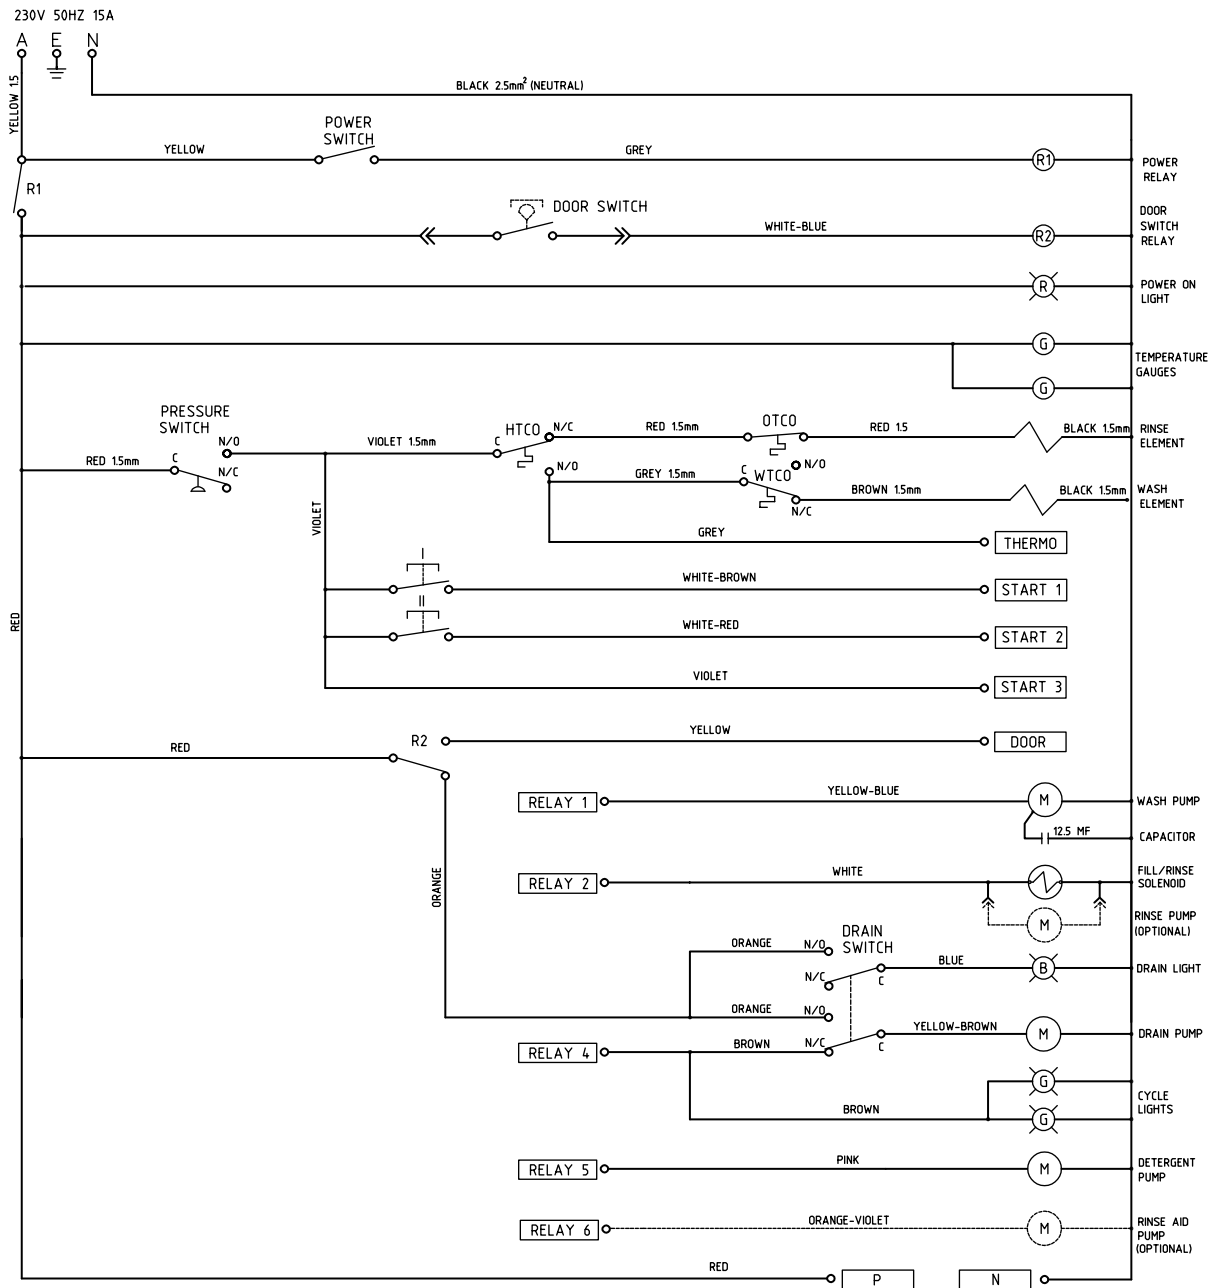 230V 50HZ 15A
A E N
YELLOW 1.5
BLACK 2.5mm² (NEUTRAL)
POWER
SWITCH
YELLOW
GREY
R1
POWER
RELAY
R1
DOOR SWITCH
WHITE-BLUE
R2
DOOR
SWITCH
RELAY
R
POWER ON
LIGHT
G
G
TEMPERATURE
GAUGES
PRESSURE
SWITCH
RED 1.5mm
C
N/O
N/C
VIOLET 1.5mm
C
HTCO
N/C
N/O
RED 1.5mm
OTCO
RED 1.5
BLACK 1.5mm
RINSE
ELEMENT
GREY 1.5mm
C
WTCO
N/O
N/C
BROWN 1.5mm
BLACK 1.5mm
WASH
ELEMENT
VIOLET
GREY
THERMO
I
WHITE-BROWN
START 1
II
WHITE-RED
START 2
RED
VIOLET
START 3
RED
R2
YELLOW
DOOR
RELAY 1
YELLOW-BLUE
M
WASH PUMP
12.5 MF
CAPACITOR
ORANGE
RELAY 2
WHITE
FILL/RINSE
SOLENOID
M
RINSE PUMP
(OPTIONAL)
DRAIN
SWITCH
ORANGE
N/O
N/C
C
BLUE
B
DRAIN LIGHT
ORANGE
N/O
RELAY 4
BROWN
N/C
C
YELLOW-BROWN
M
DRAIN PUMP
G
BROWN
G
CYCLE
LIGHTS
RELAY 5
PINK
M
DETERGENT
PUMP
RELAY 6
ORANGE-VIOLET
M
RINSE AID
PUMP
(OPTIONAL)
RED
P
N